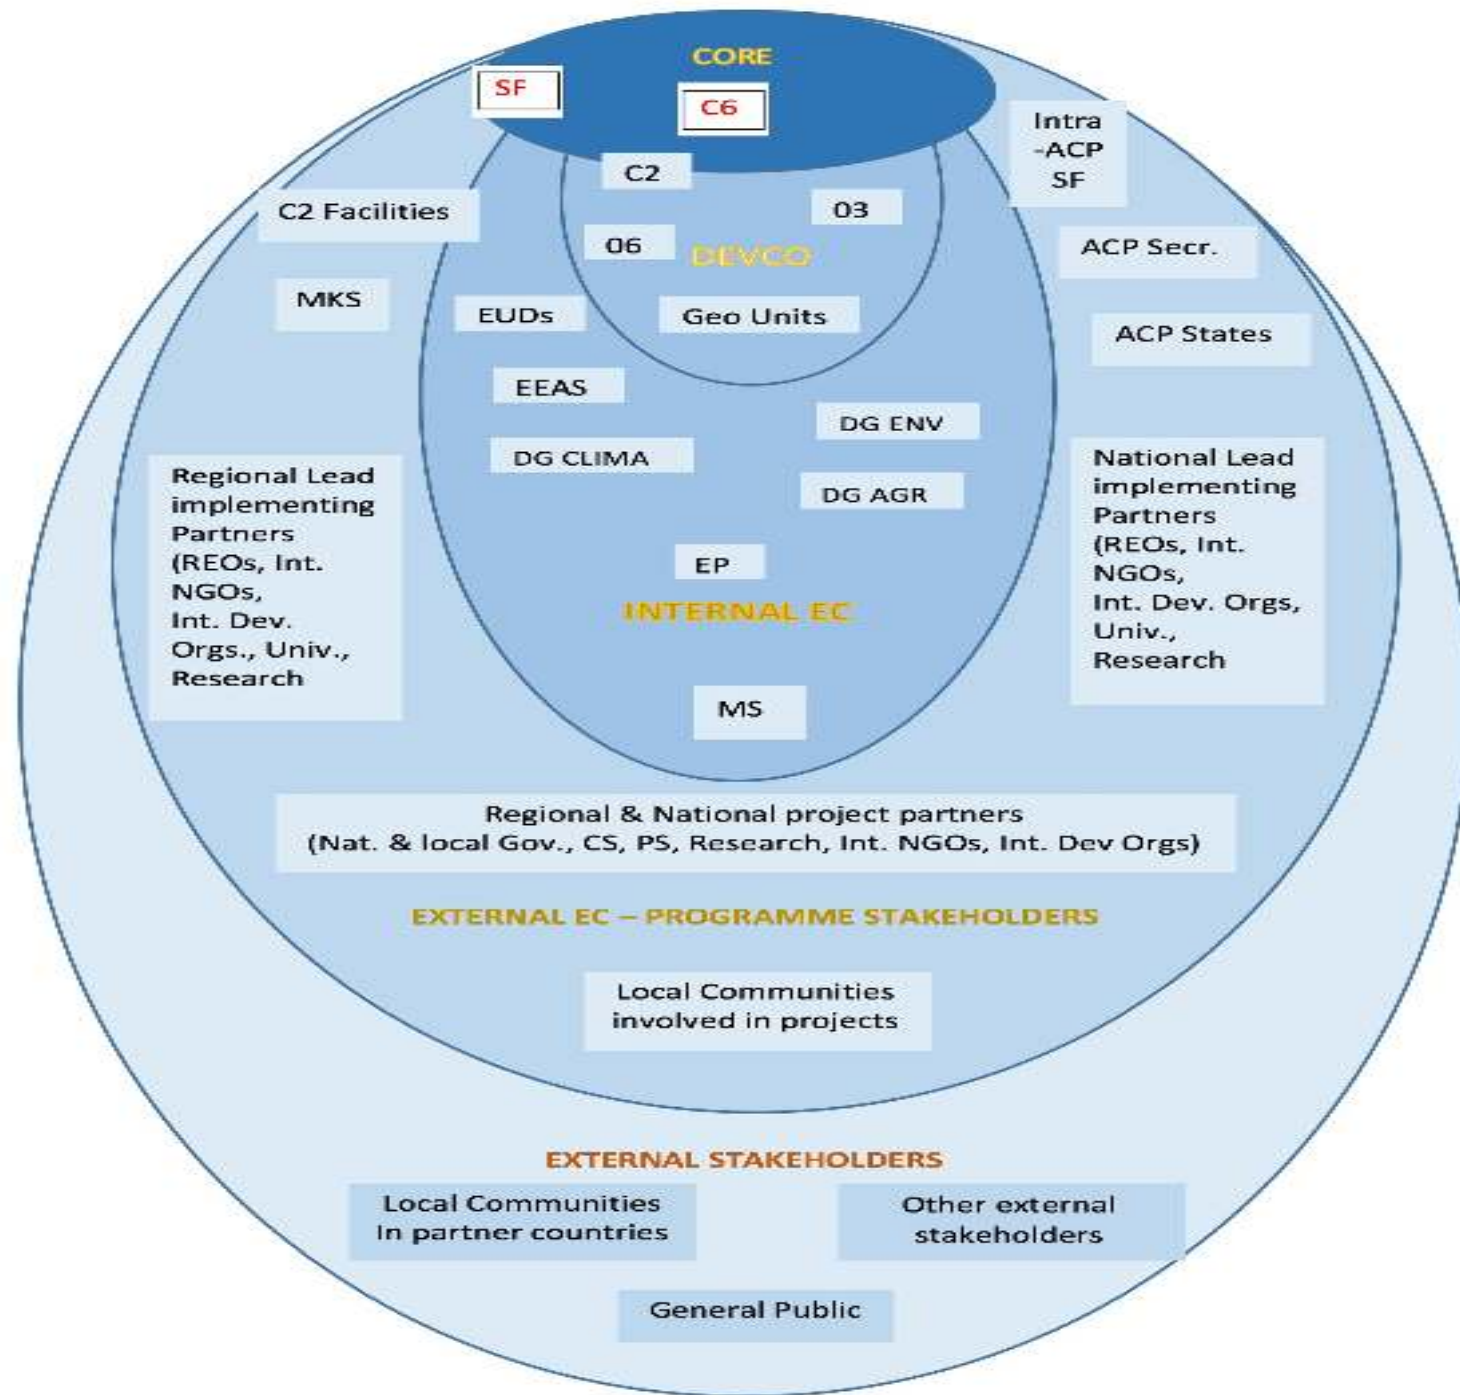 CORE
SF
C6
Intra
-ACP
SF
C2
03
C2 Facilities
06
DEVCO
ACP Secr.
MKS
EUDs
Geo Units
ACP States
EEAS
DG ENV
DG CLIMA
DG AGR
Regional Lead
implementing
Partners
(REOs, Int.
NGOs,
Int. Dev.
Orgs., Univ.,
Research
National Lead
implementing
Partners
(REOs, Int.
NGOs,
Int. Dev. Orgs,
Univ.,
Research
EP
INTERNAL EC
MS
Regional & National project partners
(Nat. & local Gov., CS, PS, Research, Int. NGOs, Int. Dev Orgs)
EXTERNAL EC – PROGRAMME STAKEHOLDERS
Local Communities
involved in projects
EXTERNAL STAKEHOLDERS
Local Communities
In partner countries
Other external
stakeholders
General Public